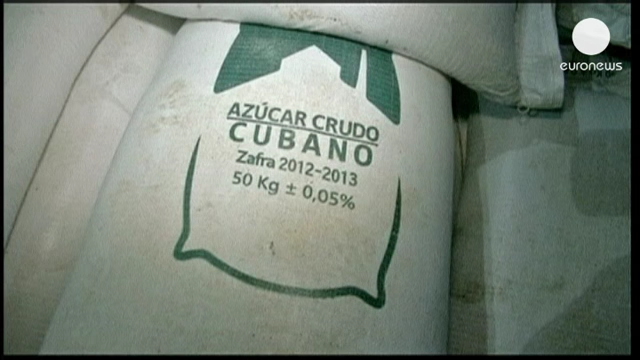 euronews
AZÚCAR CRUDO
CUBANO
Zafra 2012-2013
50 Kg ± 0,05%